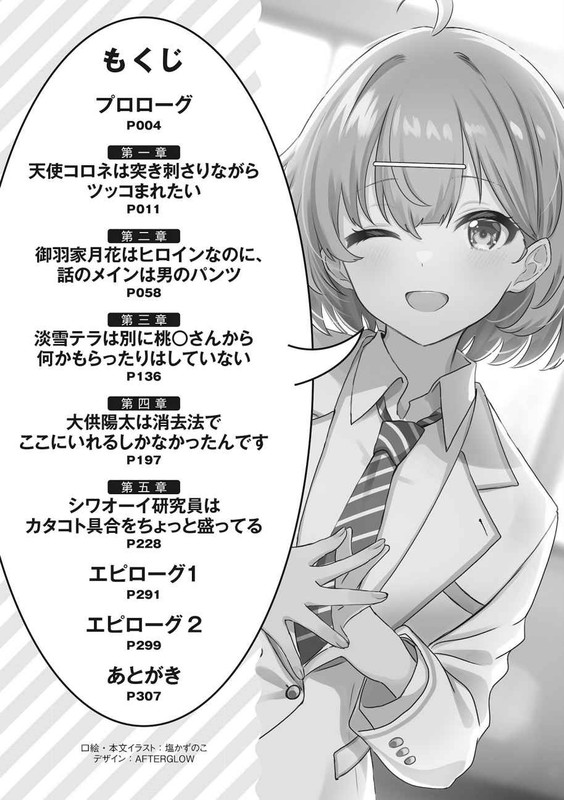 もくじ
プロローグ
P004
第一章
天使コロネは突き刺さりながら
ツッコまれたい
P011
第二章
御羽家月花はヒロインなのに、
話のメインは男のパンツ
P058
第三章
淡雪テラは別に桃〇さんから
何かもらったりはしていない
P136
第四章
大供陽太は消去法で
ここにいれるしかなかったんです
P197
第五章
シワオーイ研究員は
カタコト具合をちょっと盛ってる
P228
エピローグ1
P291
エピローグ2
P299
あとがき
P307
口絵・本文イラスト:塩かずのこ
デザイン:AFTERGLOW